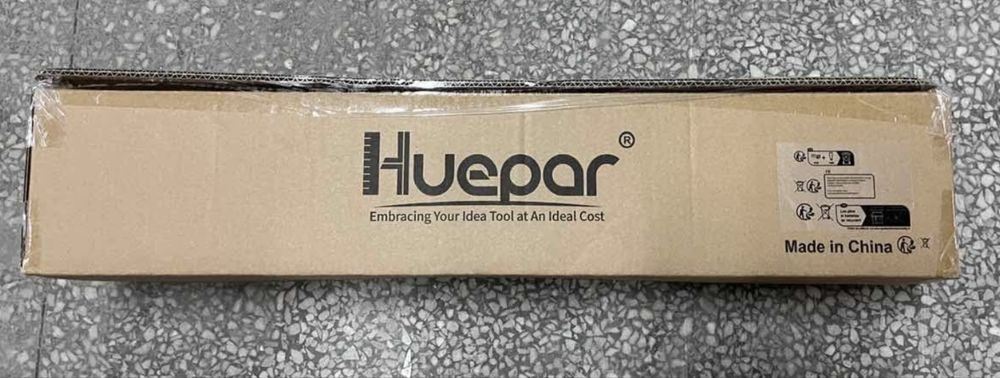 Huepar®
Embracing Your Idea Tool at An Ideal Cost
Made in China